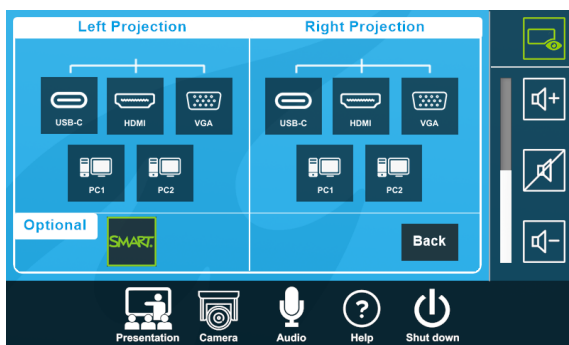 Left Projection Right Projection
USB-C HDMI VGA USB-C HDMI VGA
PC1 PC2 PC1 PC2
Optional
SMART
Back
+
-
?
Presentation Camera Audio Help Shut down